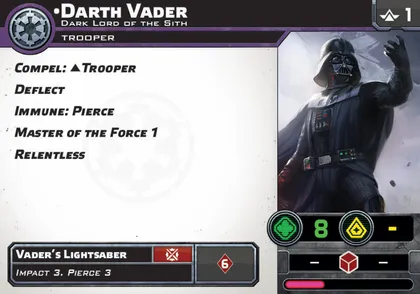 •Darth Vader
Dark Lord of the Sith
1
Trooper
Compel: ▲Trooper
Deflect
Immune: Pierce
Master of the Force 1
Relentless
8 -
Vader's Lightsaber 6
Impact 3, Pierce 3
- -